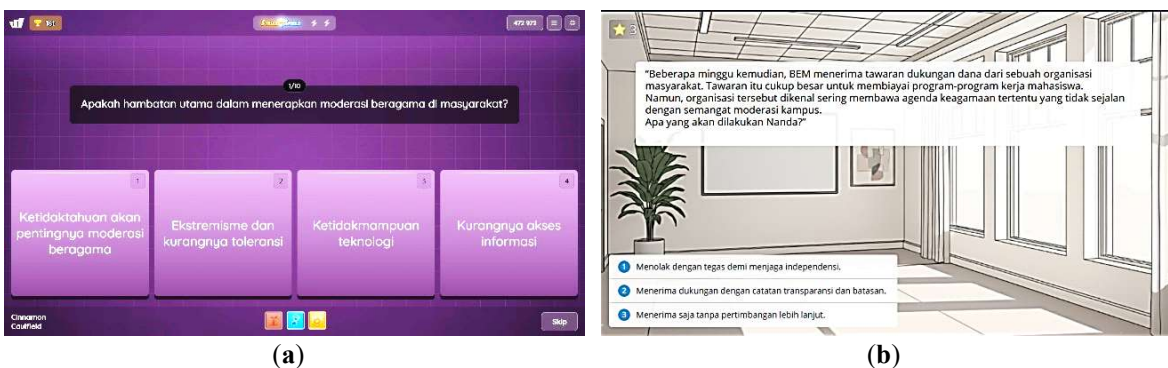 1st
472 973
1/10
Apakah hambatan utama dalam menerapkan moderasi beragama di masyarakat?
1
Ketidaktahuan akan
pentingnya moderasi
beragama
2
Ekstremisme dan
kurangnya toleransi
3
Ketidakmampuan
teknologi
4
Kurangnya akses
informasi
Cinnamon
Caulfield
Skip
(a)
3
"Beberapa minggu kemudian, BEM menerima tawaran dukungan dana dari sebuah organisasi
masyarakat. Tawaran itu cukup besar untuk membiayai program-program kerja mahasiswa.
Namun, organisasi tersebut dikenal sering membawa agenda keagamaan tertentu yang tidak sejalan
dengan semangat moderasi kampus.
Apa yang akan dilakukan Nanda?"
1 Menolak dengan tegas demi menjaga independensi.
2 Menerima dukungan dengan catatan transparansi dan batasan.
3 Menerima saja tanpa pertimbangan lebih lanjut.
(b)